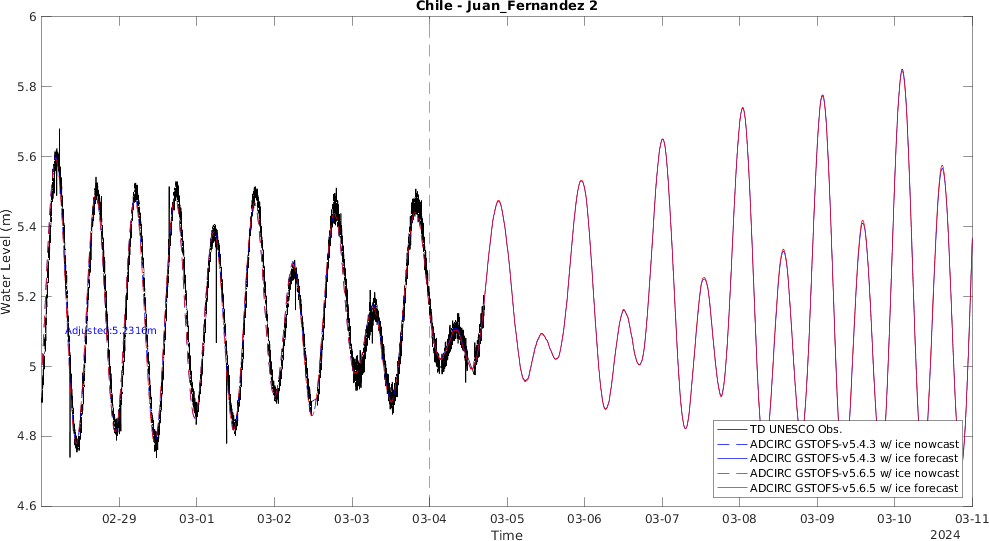 Chile - Juan_Fernandez 2
6
5.8
5.6
5.4
5.2
5
4.8
4.6
Water Level (m)
Adjusted:5.2316m
TD UNESCO Obs.
ADCIRC GSTOFS-v5.4.3 w/ ice nowcast
ADCIRC GSTOFS-v5.4.3 w/ ice forecast
ADCIRC GSTOFS-v5.6.5 w/ ice nowcast
ADCIRC GSTOFS-v5.6.5 w/ ice forecast
02-29 03-01 03-02 03-03 03-04 03-05 03-06 03-07 03-08 03-09 03-10 03-11
Time
2024